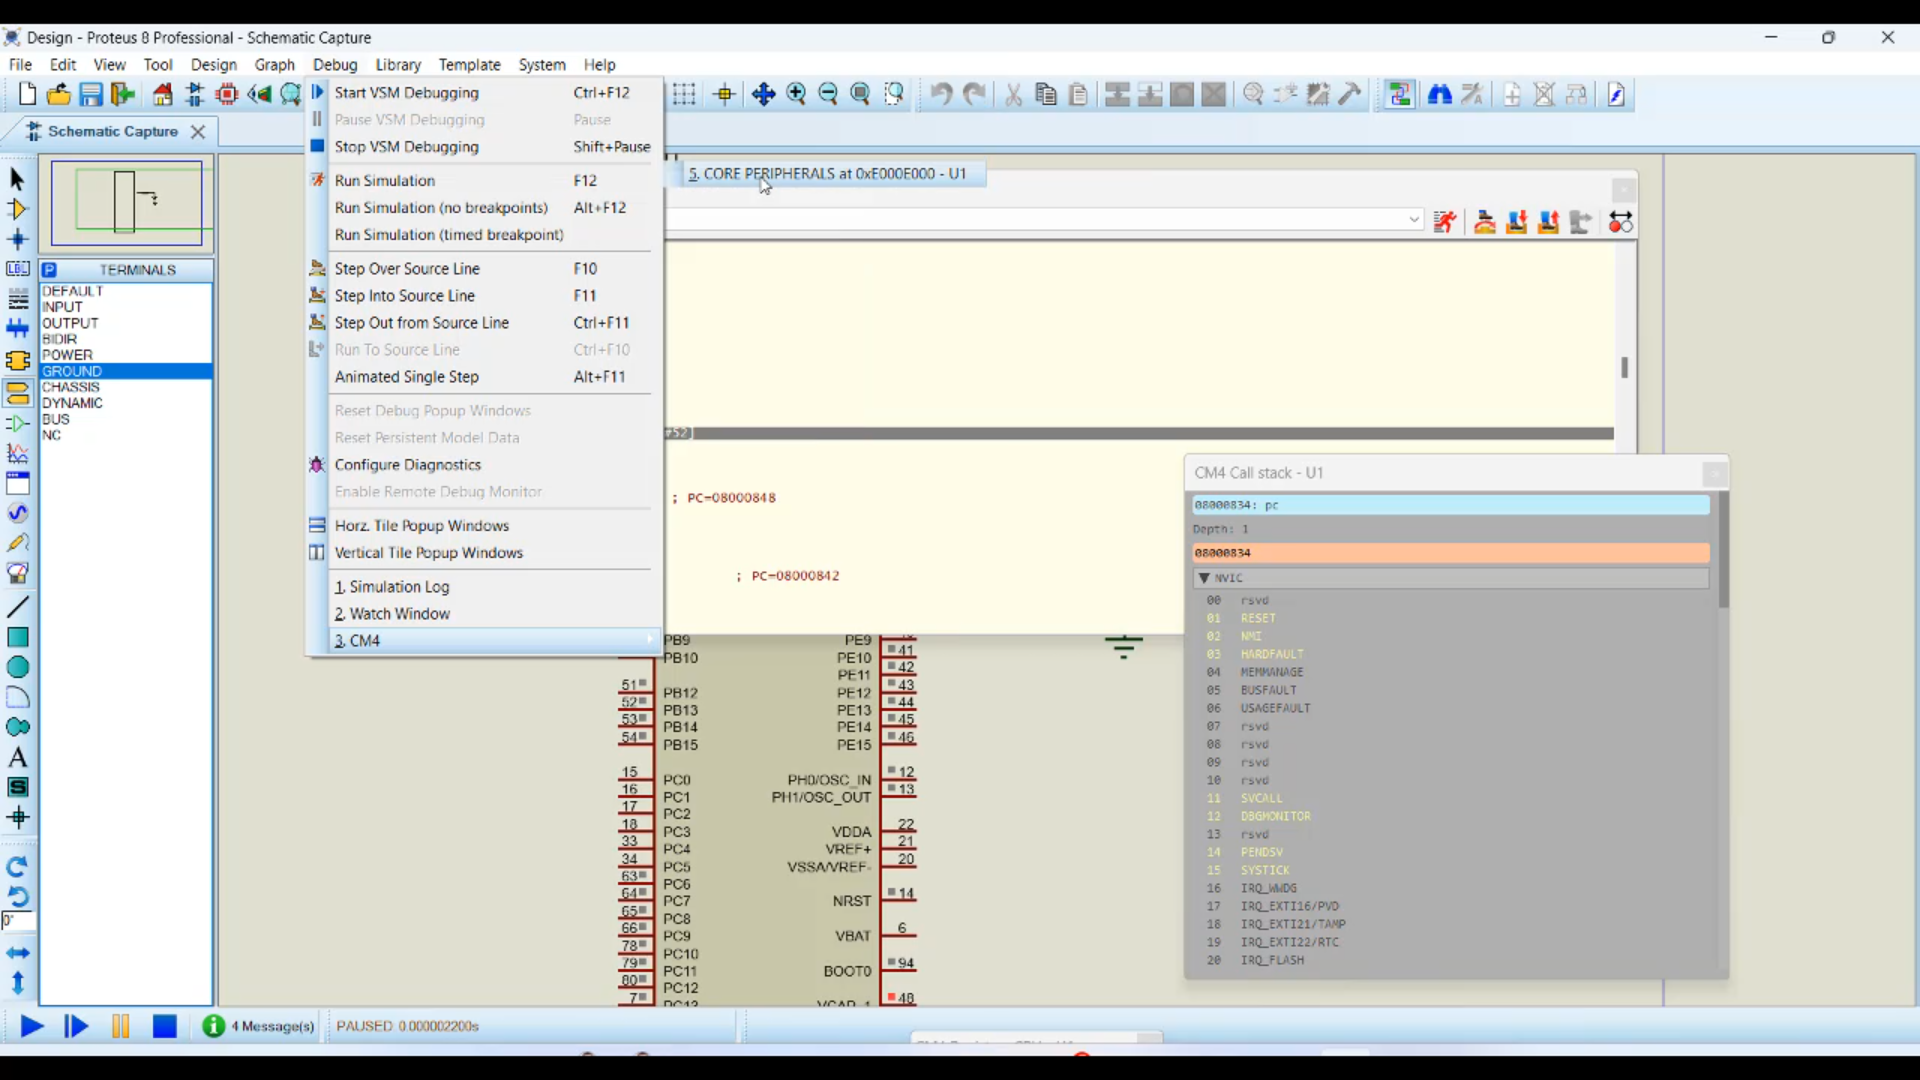 Design - Proteus 8 Professional - Schematic Capture
File Edit View Tool Design Graph Debug Library Template System Help
Schematic Capture
Start VSM Debugging Ctrl+F12
Pause VSM Debugging Pause
Stop VSM Debugging Shift+Pause
Run Simulation F12
Run Simulation (no breakpoints) Alt+F12
Run Simulation (timed breakpoint)
Step Over Source Line F10
Step Into Source Line F11
Step Out from Source Line Ctrl+F11
Run To Source Line Ctrl+F10
Animated Single Step Alt+F11
Reset Debug Popup Windows
Reset Persistent Model Data
Configure Diagnostics
Enable Remote Debug Monitor
Horz. Tile Popup Windows
Vertical Tile Popup Windows
1. Simulation Log
2. Watch Window
3. CM4
5. CORE PERIPHERALS at 0xE000E000 - U1
LBL
P TERMINALS
DEFAULT
INPUT
OUTPUT
BIDIR
POWER
GROUND
CHASSIS
DYNAMIC
BUS
NC
A
S
0°
#52]
; PC=08000848
; PC=08000842
CM4 Call stack - U1
08000834: pc
Depth: 1
08000834
NVIC
00 rsvd
01 RESET
02 NMI
03 HARDFAULT
04 MEMMANAGE
05 BUSFAULT
06 USAGEFAULT
07 rsvd
08 rsvd
09 rsvd
10 rsvd
11 SVCALL
12 DBGMONITOR
13 rsvd
14 PENDSV
15 SYSTICK
16 IRQ_WWDG
17 IRQ_EXTI16/PVD
18 IRQ_EXTI21/TAMP
19 IRQ_EXTI22/RTC
20 IRQ_FLASH
PB9 PE9
PB10 PE10 41
PE11 42
51 PB12 PE12 43
52 PB13 PE13 44
53 PB14 PE14 45
54 PB15 PE15 46
15 PC0 PH0/OSC_IN 12
16 PC1 PH1/OSC_OUT 13
17 PC2
18 PC3 VDDA 22
33 PC4 VREF+ 21
34 PC5 VSSA/VREF- 20
63 PC6
64 PC7 NRST 14
65 PC8
66 PC9 VBAT 6
78 PC10
79 PC11 BOOT0 94
80 PC12
7 PC13 VCAP_1 48
4 Message(s) PAUSED 0.000002200s